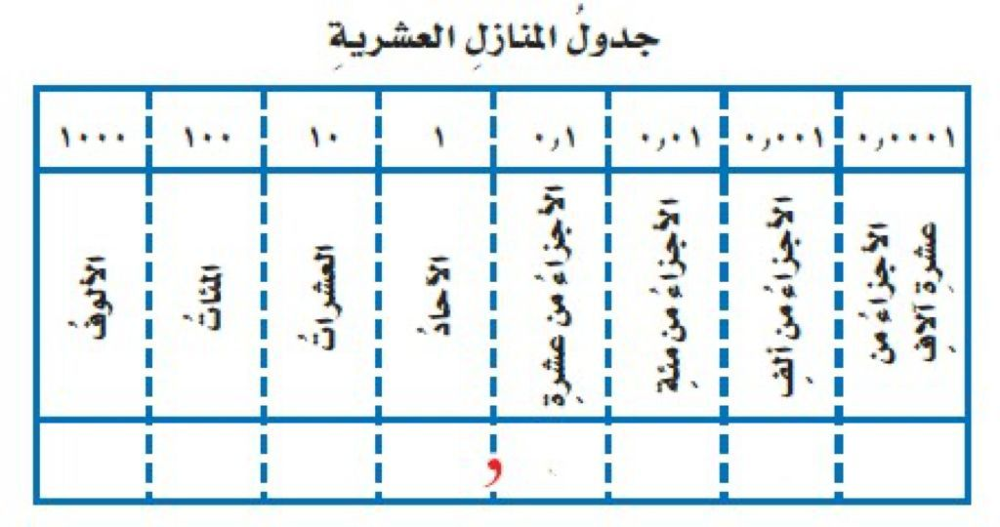 جدولُ المنازلِ العشريةِ
١٠٠٠ ١٠٠ ١٠ ١ ٠٫١ ٠٫٠١ ٠٫٠٠١ ٠٫٠٠٠١
الألوفُ
المئاتُ
العشراتُ
الآحادُ
الأجزاءُ من عشرةِ
الأجزاءُ من مئةِ
الأجزاءُ من ألفِ
الأجزاءُ من
عشرةِ آلافِ
,